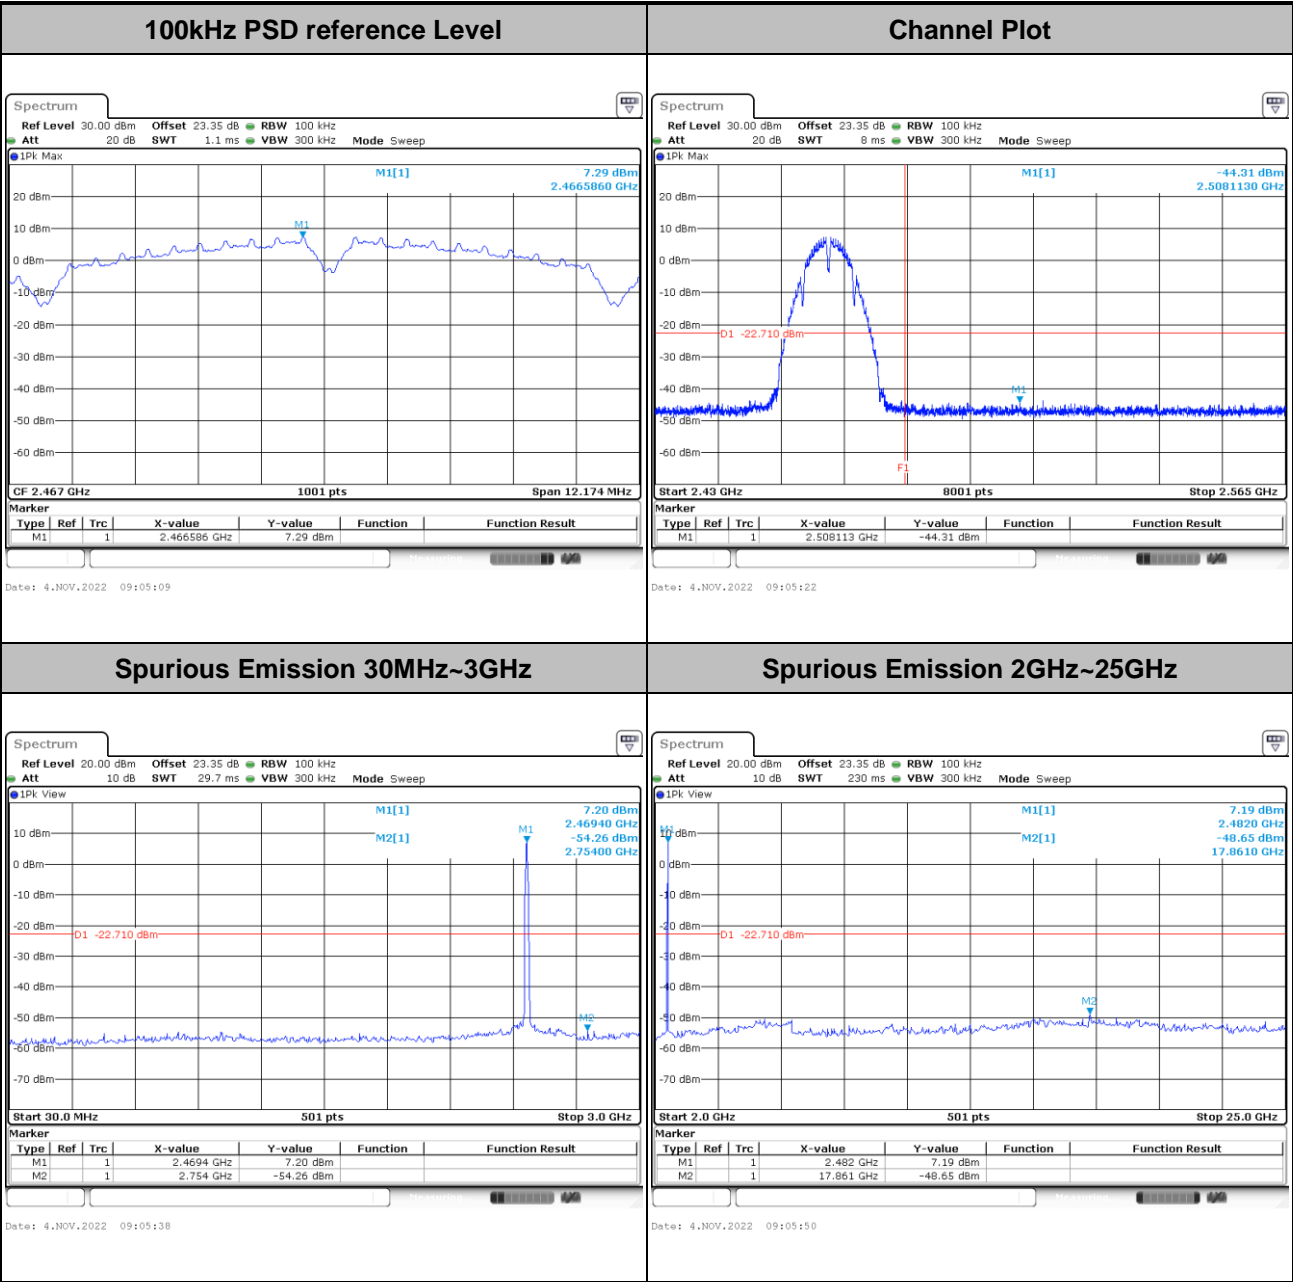 100kHz PSD reference Level
Spectrum
Ref Level 30.00 dBm Offset 23.35 dB RBW 100 kHz
Att 20 dB SWT 1.1 ms VBW 300 kHz Mode Sweep
1Pk Max
M1[1] 7.29 dBm
2.4665860 GHz
20 dBm
M1
10 dBm
0 dBm
-10 dBm
-20 dBm
-30 dBm
-40 dBm
-50 dBm
-60 dBm
CF 2.467 GHz 1001 pts Span 12.174 MHz
Marker
Type Ref Trc X-value Y-value Function Function Result
M1 1 2.466586 GHz 7.29 dBm
Date: 4.NOV.2022 09:05:09
Channel Plot
Spectrum
Ref Level 30.00 dBm Offset 23.35 dB RBW 100 kHz
Att 20 dB SWT 8 ms VBW 300 kHz Mode Sweep
1Pk Max
M1[1] -44.31 dBm
2.5081130 GHz
20 dBm
10 dBm
0 dBm
-10 dBm
-20 dBm
D1 -22.710 dBm
-30 dBm
-40 dBm
M1
-50 dBm
-60 dBm
F1
Start 2.43 GHz 8001 pts Stop 2.565 GHz
Marker
Type Ref Trc X-value Y-value Function Function Result
M1 1 2.508113 GHz -44.31 dBm
Date: 4.NOV.2022 09:05:22
Spurious Emission 30MHz~3GHz
Spectrum
Ref Level 20.00 dBm Offset 23.35 dB RBW 100 kHz
Att 10 dB SWT 29.7 ms VBW 300 kHz Mode Sweep
1Pk View
M1[1] 7.20 dBm
2.46940 GHz
M2[1] -54.26 dBm
2.75400 GHz
M1
10 dBm
0 dBm
-10 dBm
-20 dBm
D1 -22.710 dBm
-30 dBm
-40 dBm
-50 dBm
M2
-60 dBm
-70 dBm
Start 30.0 MHz 501 pts Stop 3.0 GHz
Marker
Type Ref Trc X-value Y-value Function Function Result
M1 1 2.4694 GHz 7.20 dBm
M2 1 2.754 GHz -54.26 dBm
Date: 4.NOV.2022 09:05:38
Spurious Emission 2GHz~25GHz
Spectrum
Ref Level 20.00 dBm Offset 23.35 dB RBW 100 kHz
Att 10 dB SWT 230 ms VBW 300 kHz Mode Sweep
1Pk View
M1[1] 7.19 dBm
2.4820 GHz
M2[1] -48.65 dBm
17.8610 GHz
M1
10 dBm
0 dBm
-10 dBm
-20 dBm
D1 -22.710 dBm
-30 dBm
-40 dBm
M2
-50 dBm
-60 dBm
-70 dBm
Start 2.0 GHz 501 pts Stop 25.0 GHz
Marker
Type Ref Trc X-value Y-value Function Function Result
M1 1 2.482 GHz 7.19 dBm
M2 1 17.861 GHz -48.65 dBm
Date: 4.NOV.2022 09:05:50